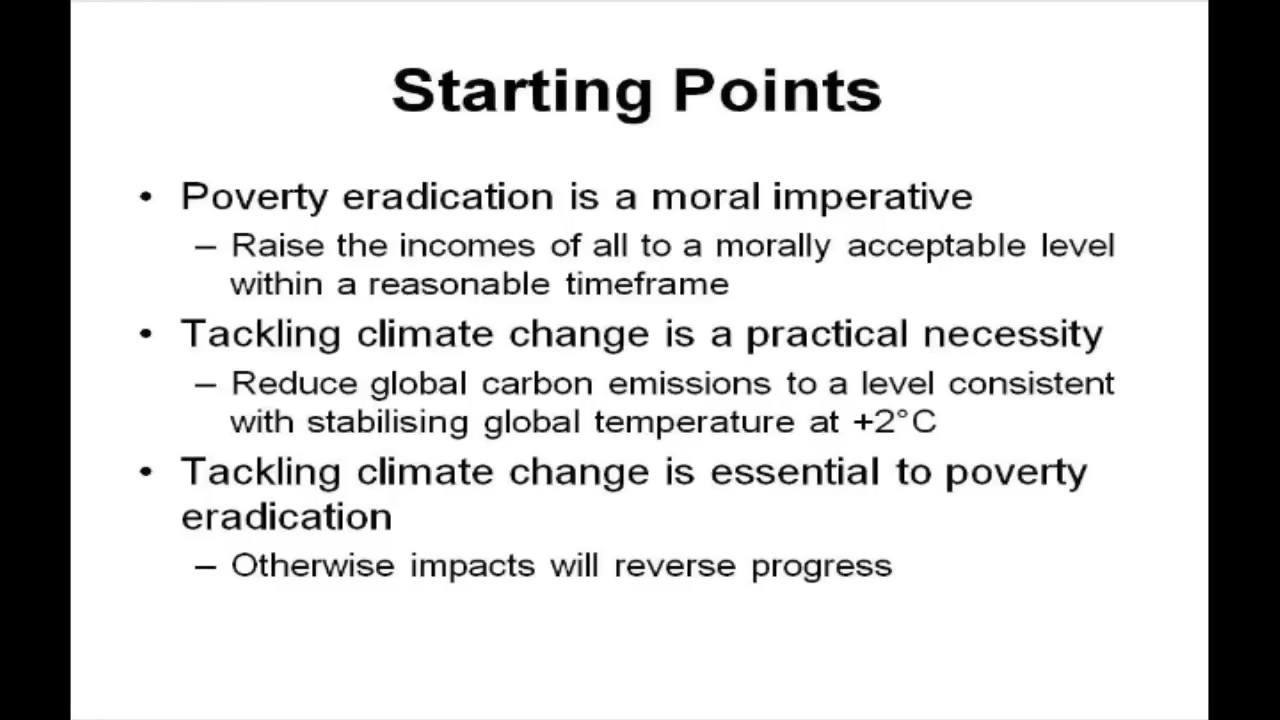 Starting Points
• Poverty eradication is a moral imperative
– Raise the incomes of all to a morally acceptable level
within a reasonable timeframe
• Tackling climate change is a practical necessity
– Reduce global carbon emissions to a level consistent
with stabilising global temperature at +2°C
• Tackling climate change is essential to poverty
eradication
– Otherwise impacts will reverse progress